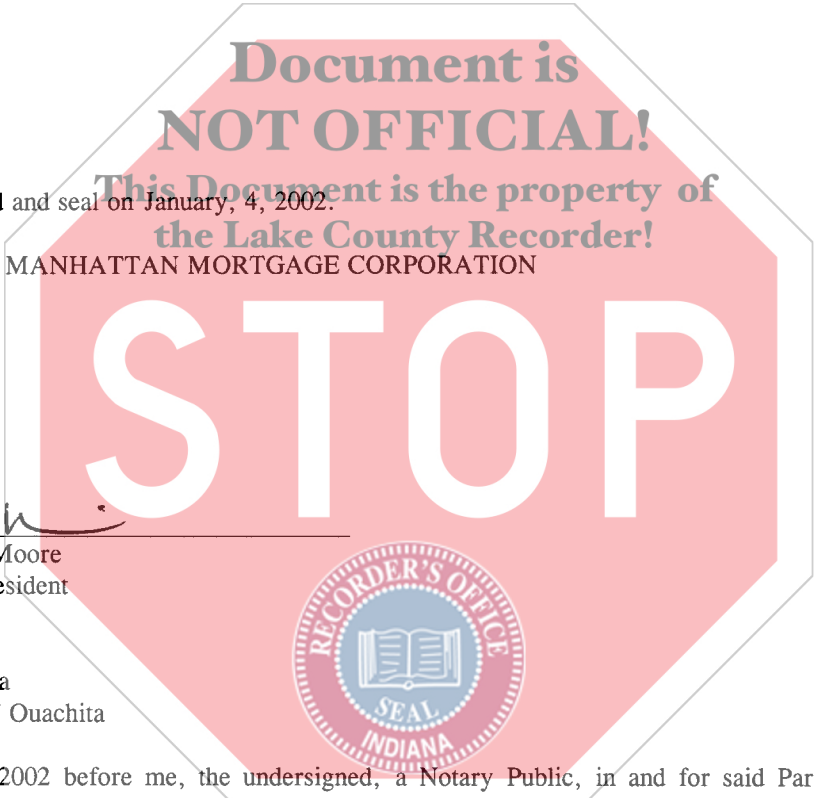 Document is
NOT OFFICIAL!
This Document is the property of
and seal on January, 4, 2002.
the Lake County Recorder!
MANHATTAN MORTGAGE CORPORATION
STOP
Moore
esident
RECORDER'S OFFICE
SEAL
INDIANA
a
Ouachita
2002 before me, the undersigned, a Notary Public, in and for said Par